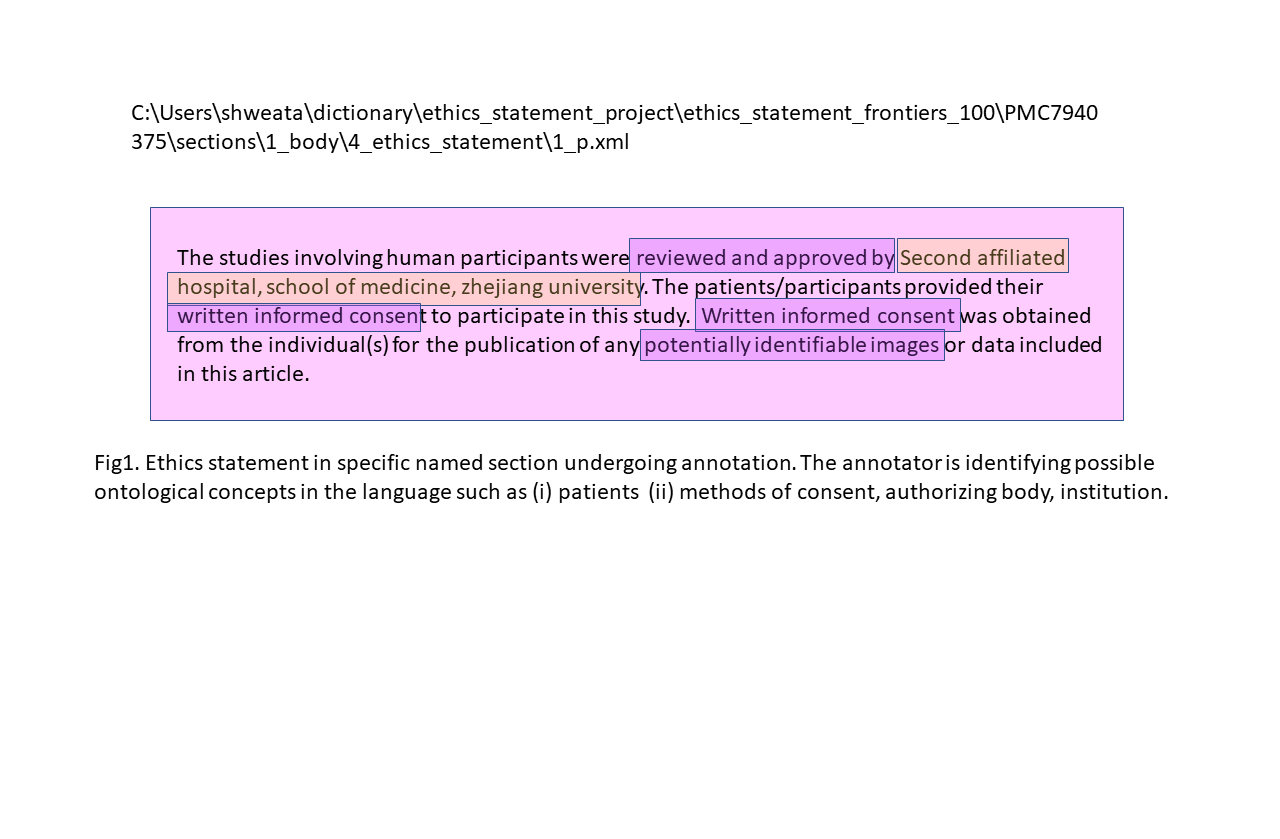 C:\Users\shweata\dictionary\ethics_statement_project\ethics_statement_frontiers_100\PMC7940
375\sections\1_body\4_ethics_statement\1_p.xml
The studies involving human participants were reviewed and approved by Second affiliated
hospital, school of medicine, zhejiang university. The patients/participants provided their
written informed consent to participate in this study. Written informed consent was obtained
from the individual(s) for the publication of any potentially identifiable images or data included
in this article.
Fig1. Ethics statement in specific named section undergoing annotation. The annotator is identifying possible
ontological concepts in the language such as (i) patients (ii) methods of consent, authorizing body, institution.